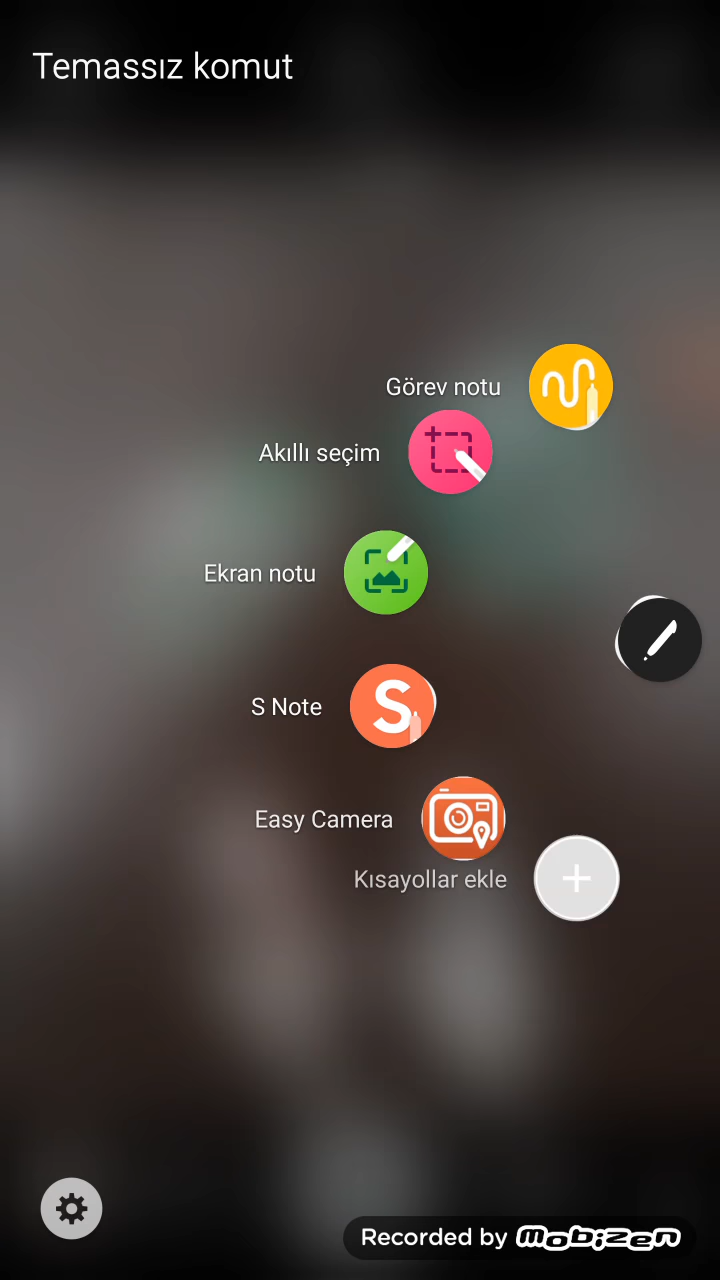 Temassız komut
Görev notu
Akıllı seçim
Ekran notu
S Note
S
Easy Camera
Kısayollar ekle
Recorded by mobizen